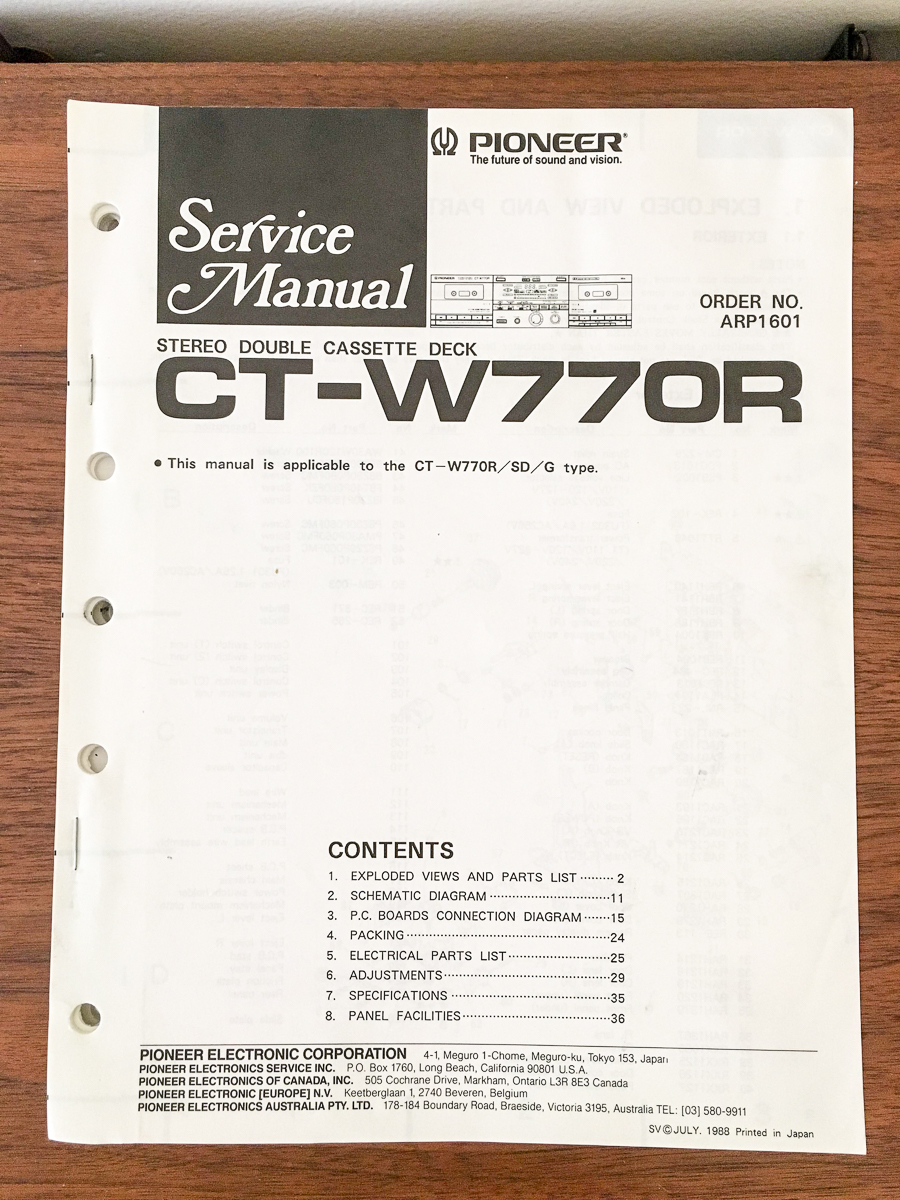 PIONEER®
The future of sound and vision.
Service
Manual
ORDER NO.
ARP1601
STEREO DOUBLE CASSETTE DECK
CT-W770R
● This manual is applicable to the CT-W770R/SD/G type.
CONTENTS
1. EXPLODED VIEWS AND PARTS LIST ········ 2
2. SCHEMATIC DIAGRAM ········ 11
3. P.C. BOARDS CONNECTION DIAGRAM ······· 15
4. PACKING ········ 24
5. ELECTRICAL PARTS LIST ········ 25
6. ADJUSTMENTS ········ 29
7. SPECIFICATIONS ········ 35
8. PANEL FACILITIES ········ 36
PIONEER ELECTRONIC CORPORATION 4-1, Meguro 1-Chome, Meguro-ku, Tokyo 153, Japan
PIONEER ELECTRONICS SERVICE INC. P.O. Box 1760, Long Beach, California 90801 U.S.A.
PIONEER ELECTRONICS OF CANADA, INC. 505 Cochrane Drive, Markham, Ontario L3R 8E3 Canada
PIONEER ELECTRONIC [EUROPE] N.V. Keetberglaan 1, 2740 Beveren, Belgium
PIONEER ELECTRONICS AUSTRALIA PTY. LTD. 178-184 Boundary Road, Braeside, Victoria 3195, Australia TEL: [03] 580-9911
SV©JULY. 1988 Printed in Japan